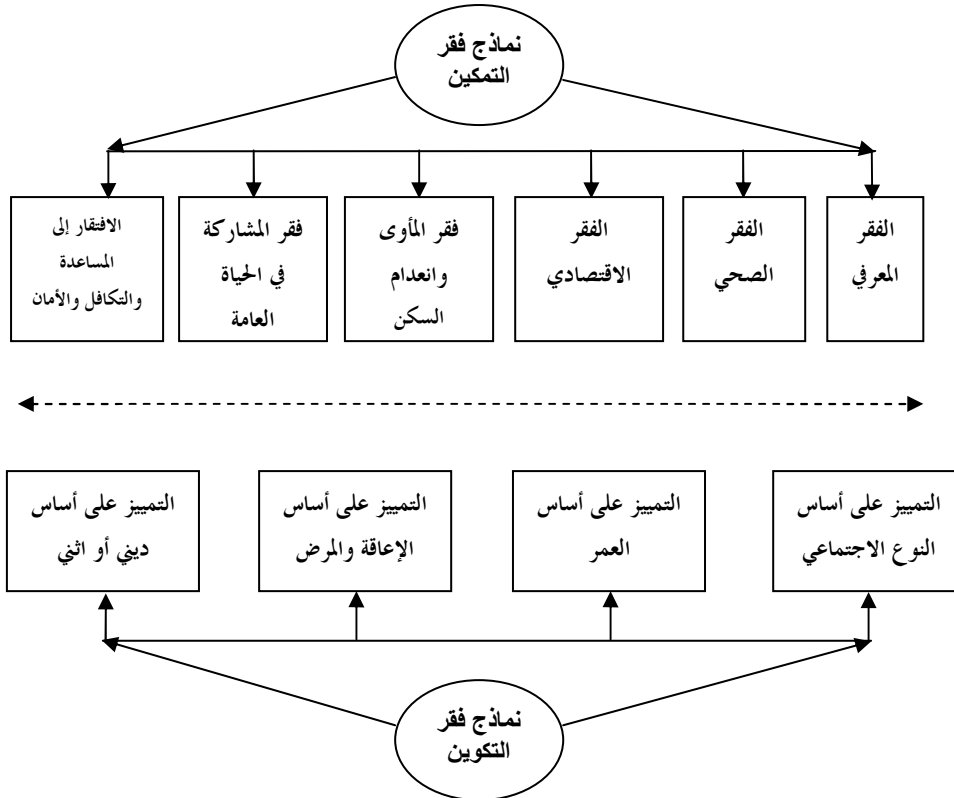 نماذج فقر
التمكين
الفقر
المعرفي
الفقر
الصحي
الفقر
الاقتصادي
فقر المأوى
وانعدام
السكن
فقر المشاركة
في الحياة
العامة
الافتقار إلى
المساعدة
والتكافل والأمان
التمييز على أساس
النوع الاجتماعي
التمييز على أساس
العمر
التمييز على أساس
الإعاقة والمرض
التمييز على أساس
ديني أو اثني
نماذج فقر
التكوين